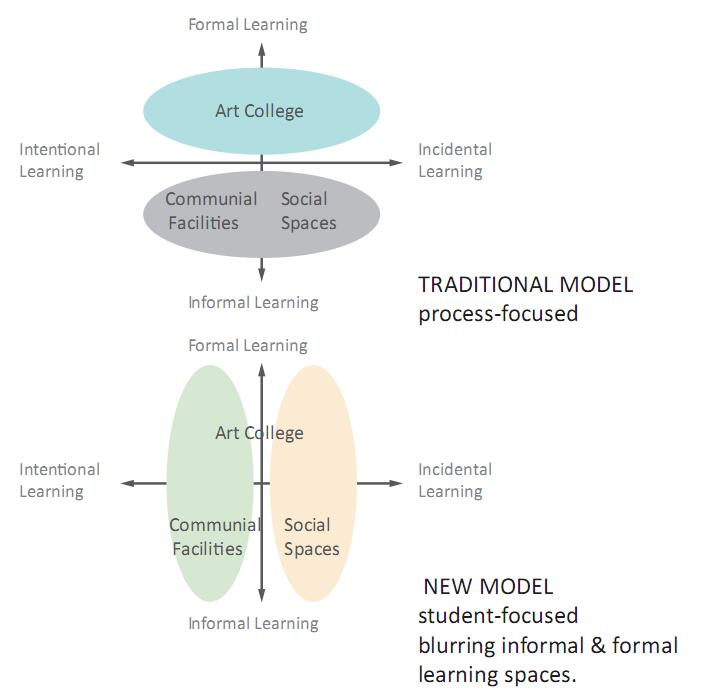 Formal Learning
Art College
Intentional
Learning
Incidental
Learning
Communial
Facilities
Social
Spaces
Informal Learning
TRADITIONAL MODEL
process-focused
Formal Learning
Art College
Intentional
Learning
Incidental
Learning
Communial
Facilities
Social
Spaces
Informal Learning
NEW MODEL
student-focused
blurring informal & formal
learning spaces.